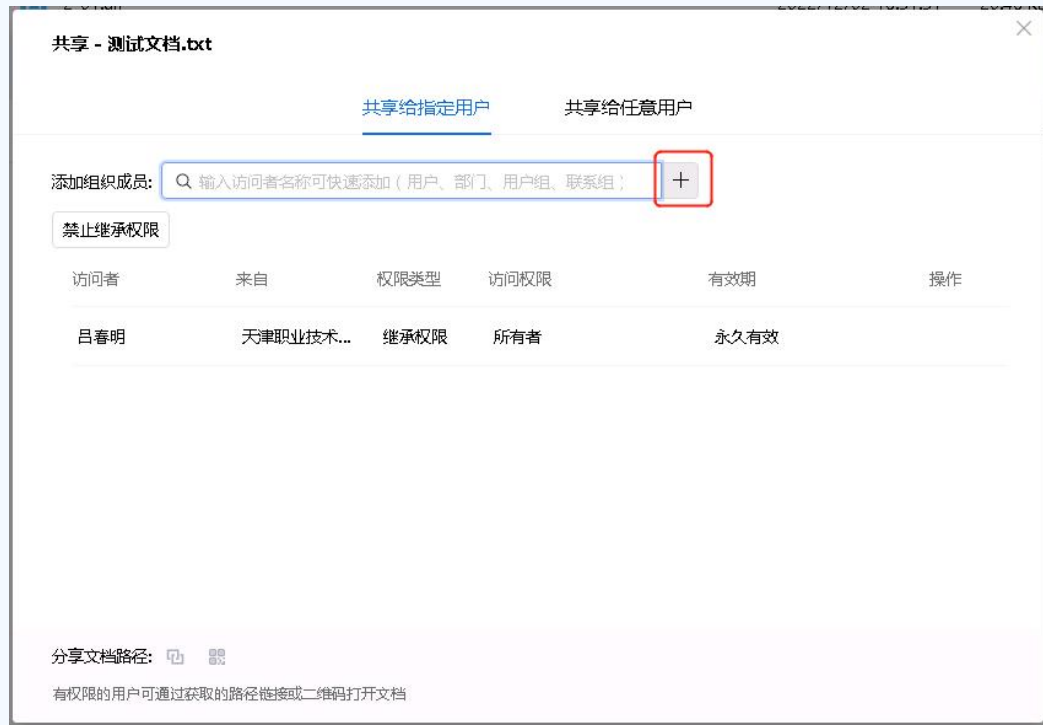 共享 - 测试文档.txt
共享给指定用户 共享给任意用户
添加组织成员: 输入访问者名称可快速添加（用户、部门、用户组、联系组） +
禁止继承权限
访问者 来自 权限类型 访问权限 有效期 操作
吕春明 天津职业技术... 继承权限 所有者 永久有效
分享文档路径:
有权限的用户可通过获取的路径链接或二维码打开文档